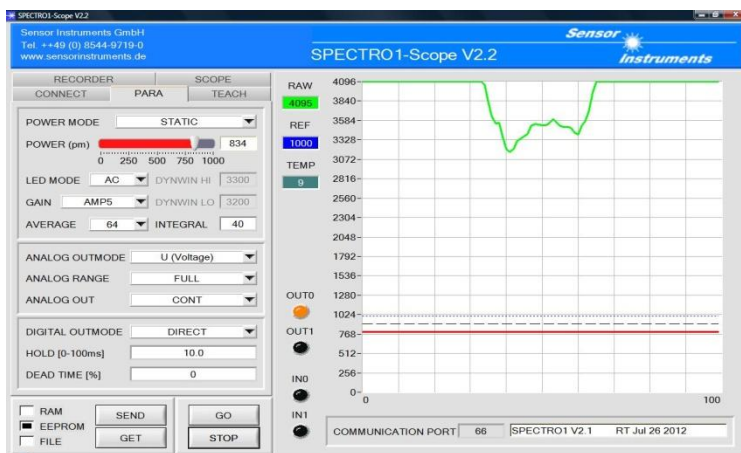 SPECTRO1-Scope V2.2
Sensor Instruments GmbH
Tel. ++49 (0) 8544-9719-0
www.sensorinstruments.de
SPECTRO1-Scope V2.2
Sensor
Instruments
RECORDER SCOPE
CONNECT PARA TEACH
POWER MODE STATIC
POWER (pm) 834
0 250 500 750 1000
LED MODE AC DYNWIN HI 3300
GAIN AMP5 DYNWIN LO 3200
AVERAGE 64 INTEGRAL 40
ANALOG OUTMODE U (Voltage)
ANALOG RANGE FULL
ANALOG OUT CONT
DIGITAL OUTMODE DIRECT
HOLD [0-100ms] 10.0
DEAD TIME [%] 0
RAM
EEPROM
FILE
SEND GO
GET STOP
RAW
4095
REF
1000
TEMP
9
OUT0
OUT1
IN0
IN1
4096
3840
3584
3328
3072
2816
2560
2304
2048
1792
1536
1280
1024
768
512
256
0
0 100
COMMUNICATION PORT 66 SPECTRO1 V2.1 RT Jul 26 2012